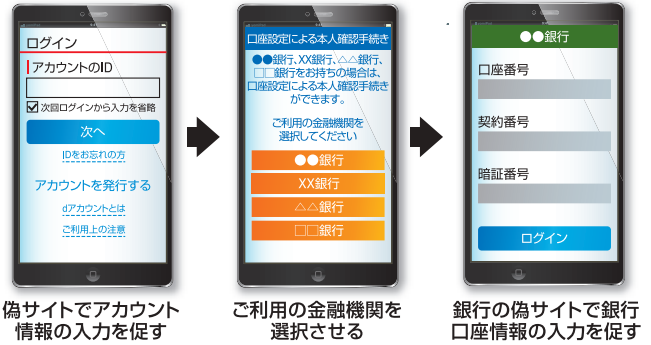 ログイン
アカウントのID
次回ログインから入力を省略
次へ
IDをお忘れの方
アカウントを発行する
dアカウントとは
ご利用上の注意
偽サイトでアカウント
情報の入力を促す
口座設定による本人確認手続き
●●銀行、XX銀行、△△銀行、
□□銀行をお持ちの場合は、
口座設定による本人確認手続き
ができます。
ご利用の金融機関を
選択してください
●●銀行
XX銀行
△△銀行
□□銀行
ご利用の金融機関を
選択させる
●●銀行
口座番号
契約番号
暗証番号
ログイン
銀行の偽サイトで銀行
口座情報の入力を促す